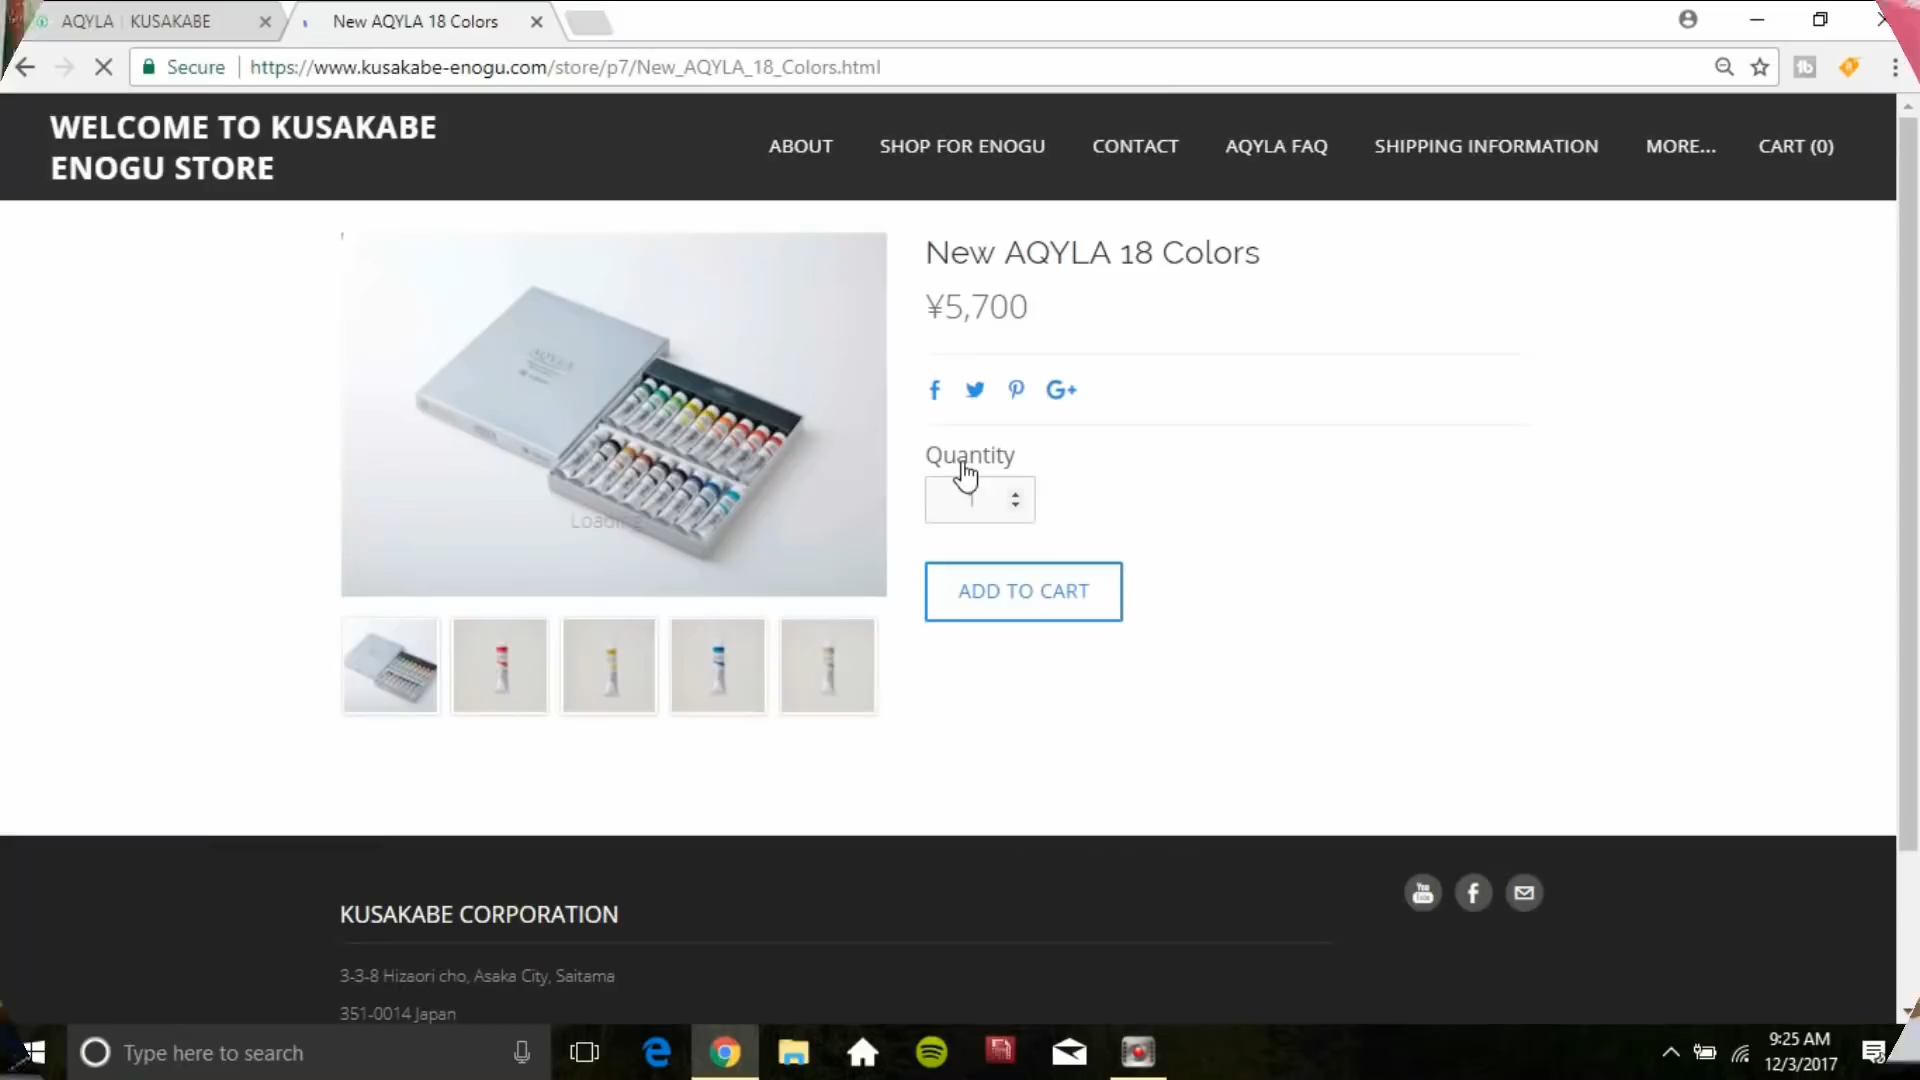 AQYLA | KUSAKABE
New AQYLA 18 Colors
Secure
https://www.kusakabe-enogu.com/store/p7/New_AQYLA_18_Colors.html
WELCOME TO KUSAKABE
ENOGU STORE
ABOUT
SHOP FOR ENOGU
CONTACT
AQYLA FAQ
SHIPPING INFORMATION
MORE...
CART (0)
New AQYLA 18 Colors
¥5,700
AQYLA
Quantity
Loading
ADD TO CART
KUSAKABE CORPORATION
3-3-8 Hizaori cho, Asaka City, Saitama
351-0014 Japan
Type here to search
9:25 AM
12/3/2017